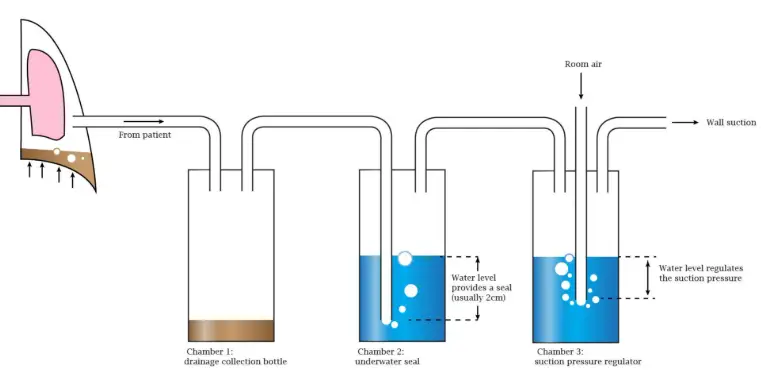 Room air
Wall suction
From patient
Water level
provides a seal
(usually 2cm)
Water level regulates
the suction pressure
Chamber 1:
drainage collection bottle
Chamber 2:
underwater seal
Chamber 3:
suction pressure regulator